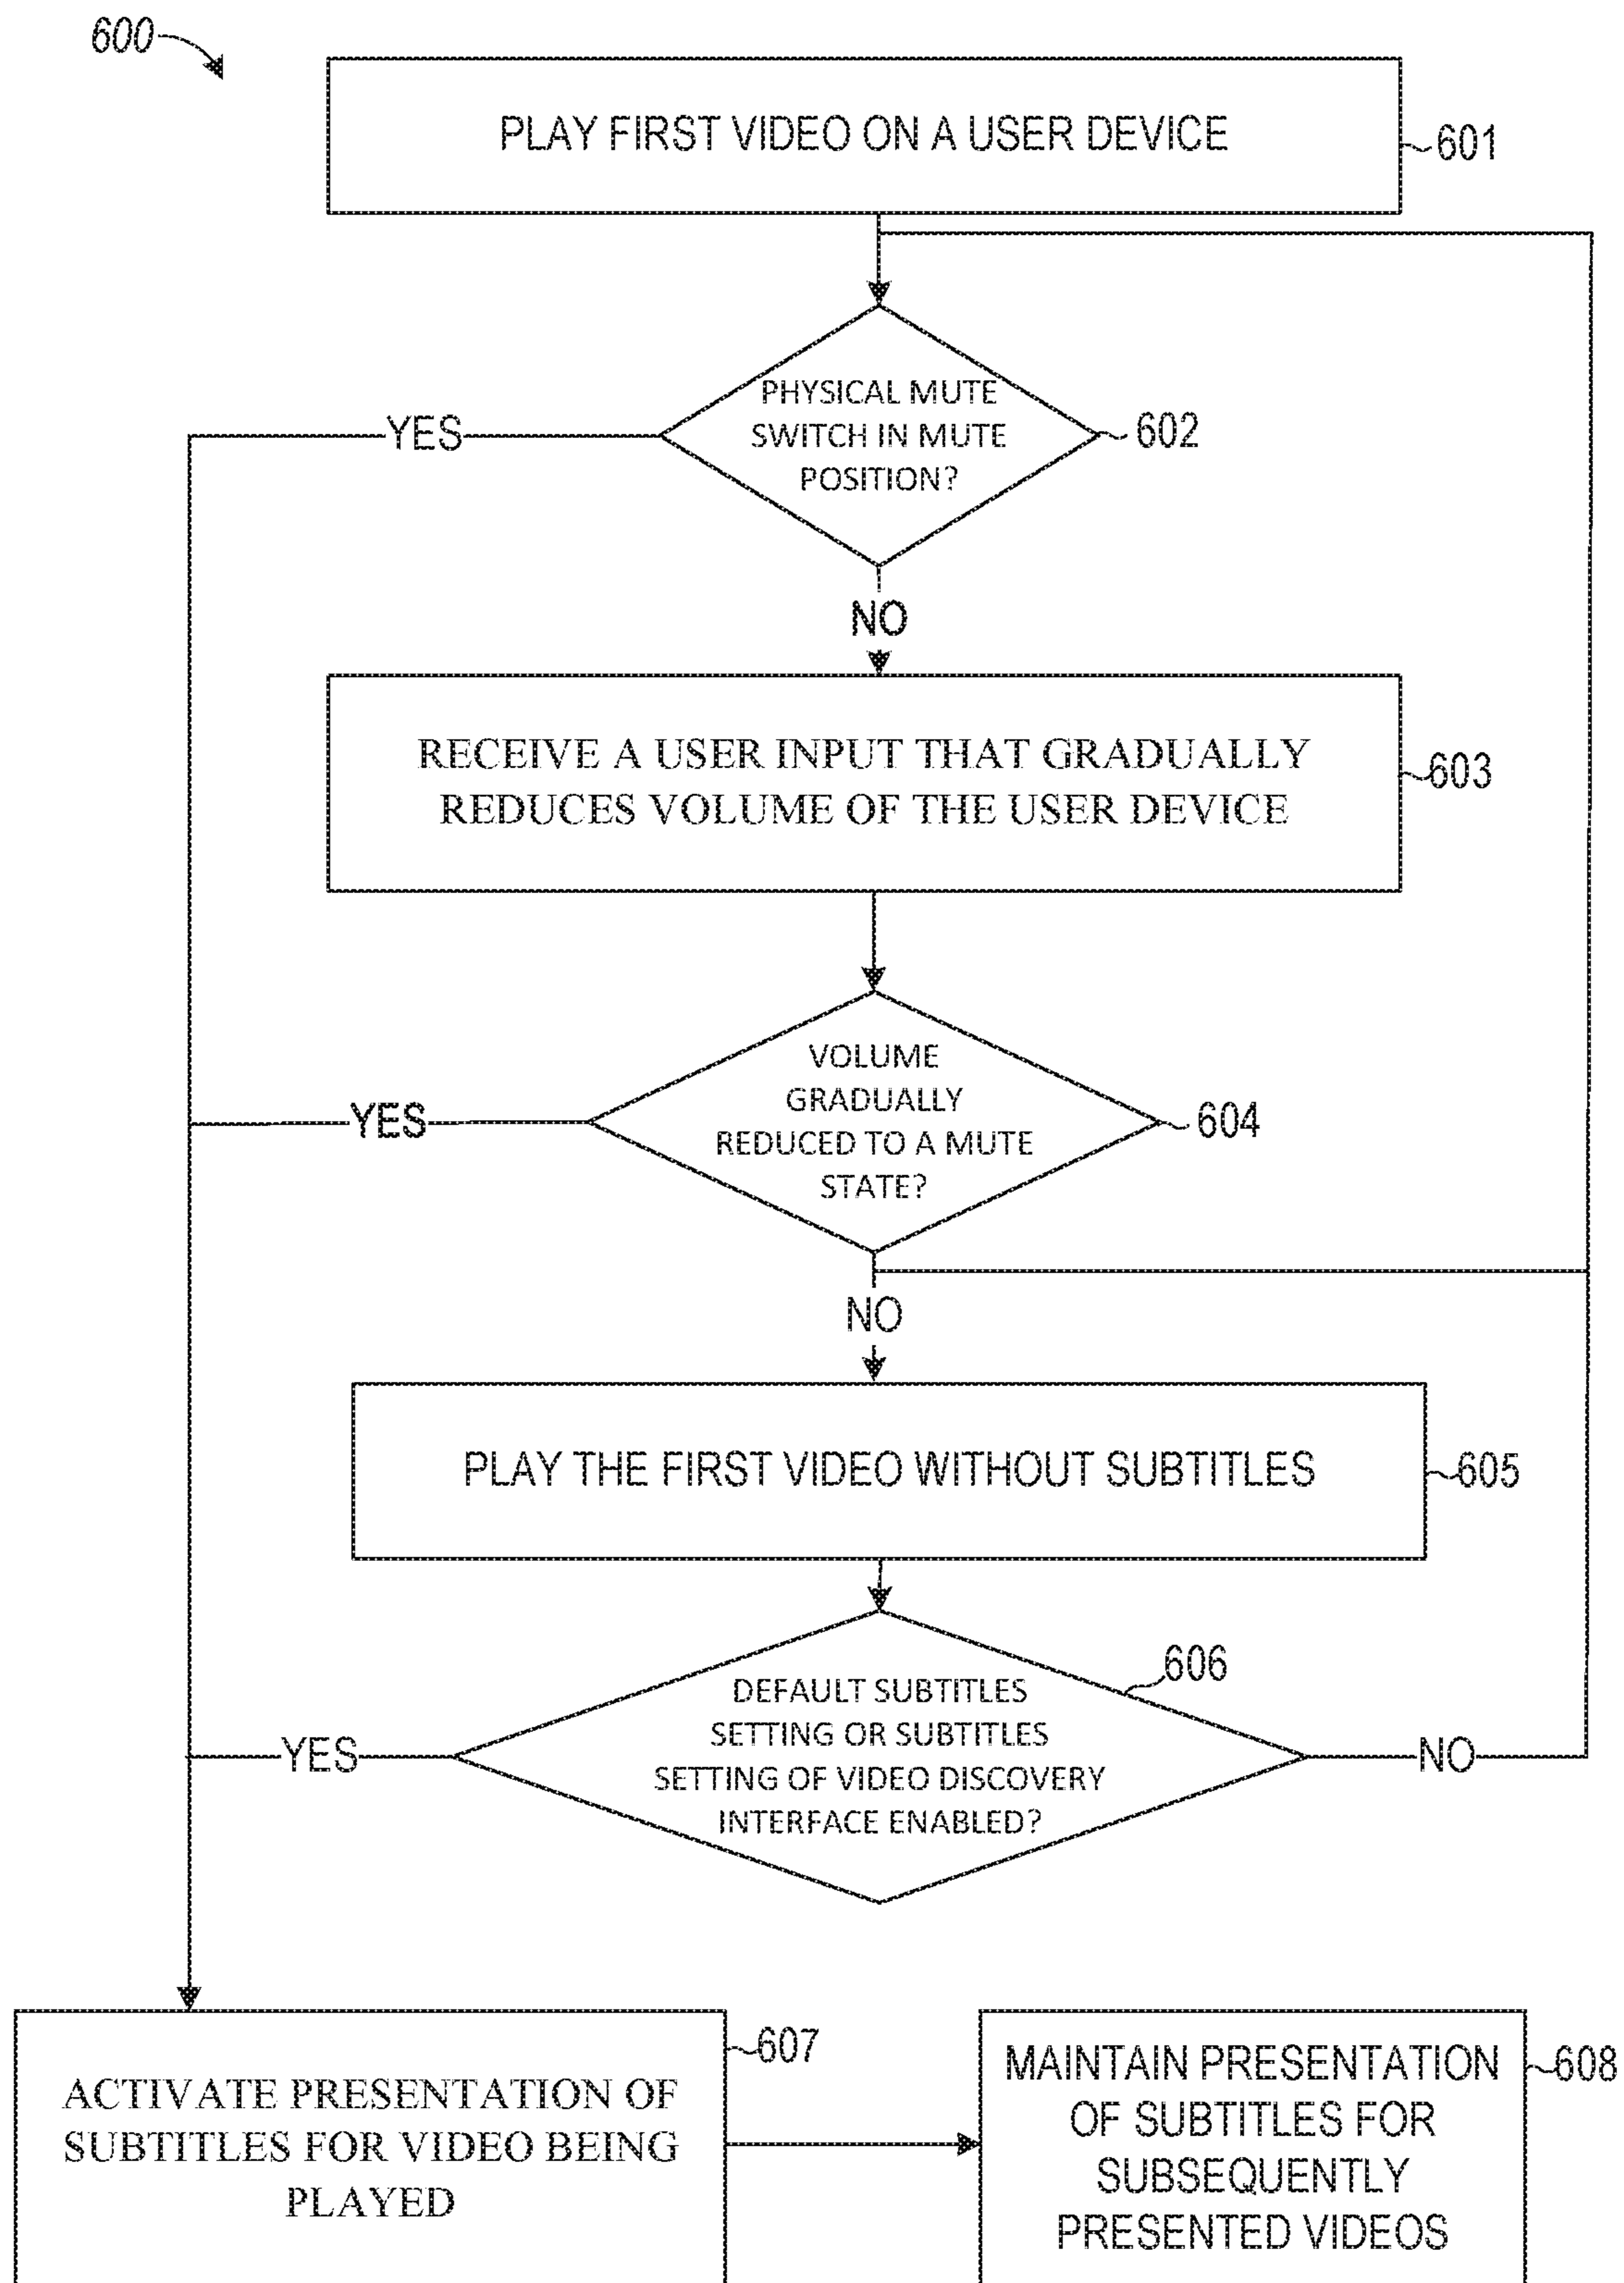 600
PLAY FIRST VIDEO ON A USER DEVICE
601
PHYSICAL MUTE
SWITCH IN MUTE
POSITION?
602
YES
NO
RECEIVE A USER INPUT THAT GRADUALLY
REDUCES VOLUME OF THE USER DEVICE
603
VOLUME
GRADUALLY
REDUCED TO A MUTE
STATE?
604
YES
NO
PLAY THE FIRST VIDEO WITHOUT SUBTITLES
605
606
DEFAULT SUBTITLES
SETTING OR SUBTITLES
SETTING OF VIDEO DISCOVERY
INTERFACE ENABLED?
YES
NO
ACTIVATE PRESENTATION OF
SUBTITLES FOR VIDEO BEING
PLAYED
607
MAINTAIN PRESENTATION
OF SUBTITLES FOR
SUBSEQUENTLY
PRESENTED VIDEOS
608